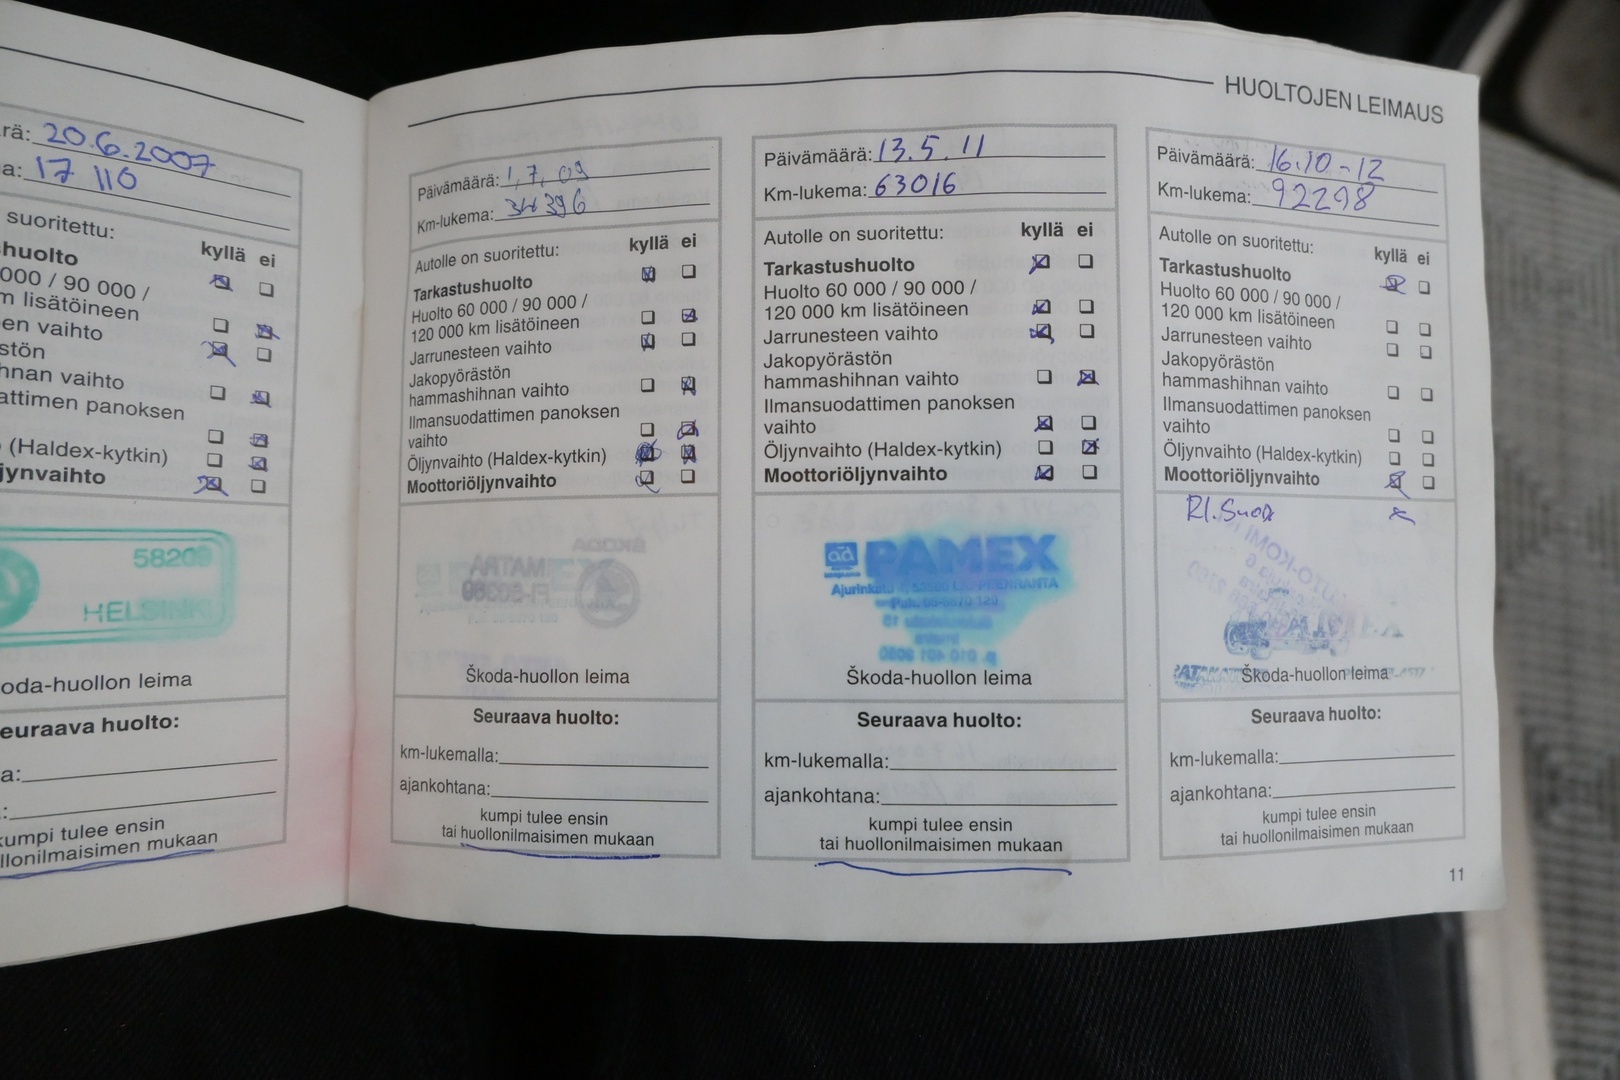 HUOLTOJEN LEIMAUS
rä: 20.6.2007
a: 17 110
suoritettu:
kyllä ei
huolto
000 / 90 000 /
m lisätöineen
en vaihto
stön
hnan vaihto
attimen panoksen
(Haldex-kytkin)
ljynvaihto
58209
HELSINKI
oda-huollon leima
euraava huolto:
a:
:
kumpi tulee ensin
llonilmaisimen mukaan
Päivämäärä: 1,7,09
Km-lukema: 34396
Autolle on suoritettu:
kyllä ei
Tarkastushuolto
Huolto 60 000 / 90 000 /
120 000 km lisätöineen
Jarrunesteen vaihto
Jakopyörästön
hammashihnan vaihto
Ilmansuodattimen panoksen
vaihto
Öljynvaihto (Haldex-kytkin)
Moottoriöljynvaihto
Škoda-huollon leima
Seuraava huolto:
km-lukemalla:
ajankohtana:
kumpi tulee ensin
tai huollonilmaisimen mukaan
Päivämäärä: 13.5.11
Km-lukema: 63016
Autolle on suoritettu:
kyllä ei
Tarkastushuolto
Huolto 60 000 / 90 000 /
120 000 km lisätöineen
Jarrunesteen vaihto
Jakopyörästön
hammashihnan vaihto
Ilmansuodattimen panoksen
vaihto
Öljynvaihto (Haldex-kytkin)
Moottoriöljynvaihto
ad PAMEX
Škoda-huollon leima
Seuraava huolto:
km-lukemalla:
ajankohtana:
kumpi tulee ensin
tai huollonilmaisimen mukaan
Päivämäärä: 16.10-12
Km-lukema: 92298
Autolle on suoritettu:
kyllä ei
Tarkastushuolto
Huolto 60 000 / 90 000 /
120 000 km lisätöineen
Jarrunesteen vaihto
Jakopyörästön
hammashihnan vaihto
Ilmansuodattimen panoksen
vaihto
Öljynvaihto (Haldex-kytkin)
Moottoriöljynvaihto
Škoda-huollon leima
Seuraava huolto:
km-lukemalla:
ajankohtana:
kumpi tulee ensin
tai huollonilmaisimen mukaan
11